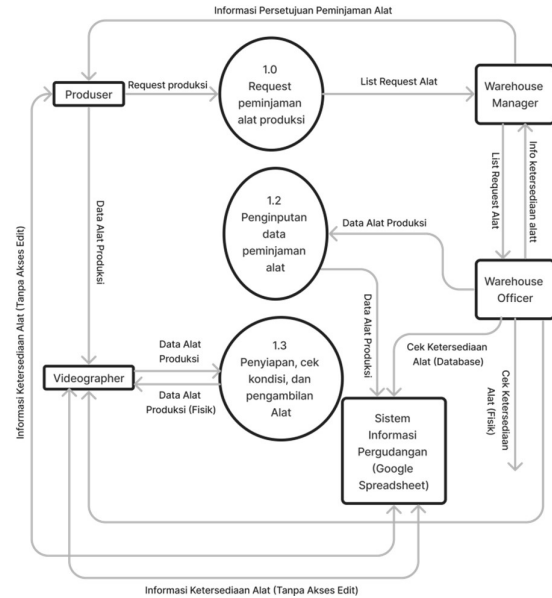 Informasi Persetujuan Peminjaman Alat
Produser
Request produksi
1.0
Request
peminjaman
alat produksi
List Request Alat
Warehouse
Manager
List Request Alat
Info ketersediaan alatt
1.2
Penginputan
data
peminjaman
alat
Data Alat Produksi
Warehouse
Officer
Data Alat Produksi
Data Alat Produksi
Informasi Ketersediaan Alat (Tanpa Akses Edit)
Videographer
Data Alat
Produksi
Data Alat
Produksi (Fisik)
1.3
Penyiapan, cek
kondisi, dan
pengambilan
Alat
Cek Ketersediaan
Alat (Database)
Cek Ketersediaan
Alat (Fisik)
Sistem
Informasi
Pergudangan
(Google
Spreadsheet)
Informasi Ketersediaan Alat (Tanpa Akses Edit)